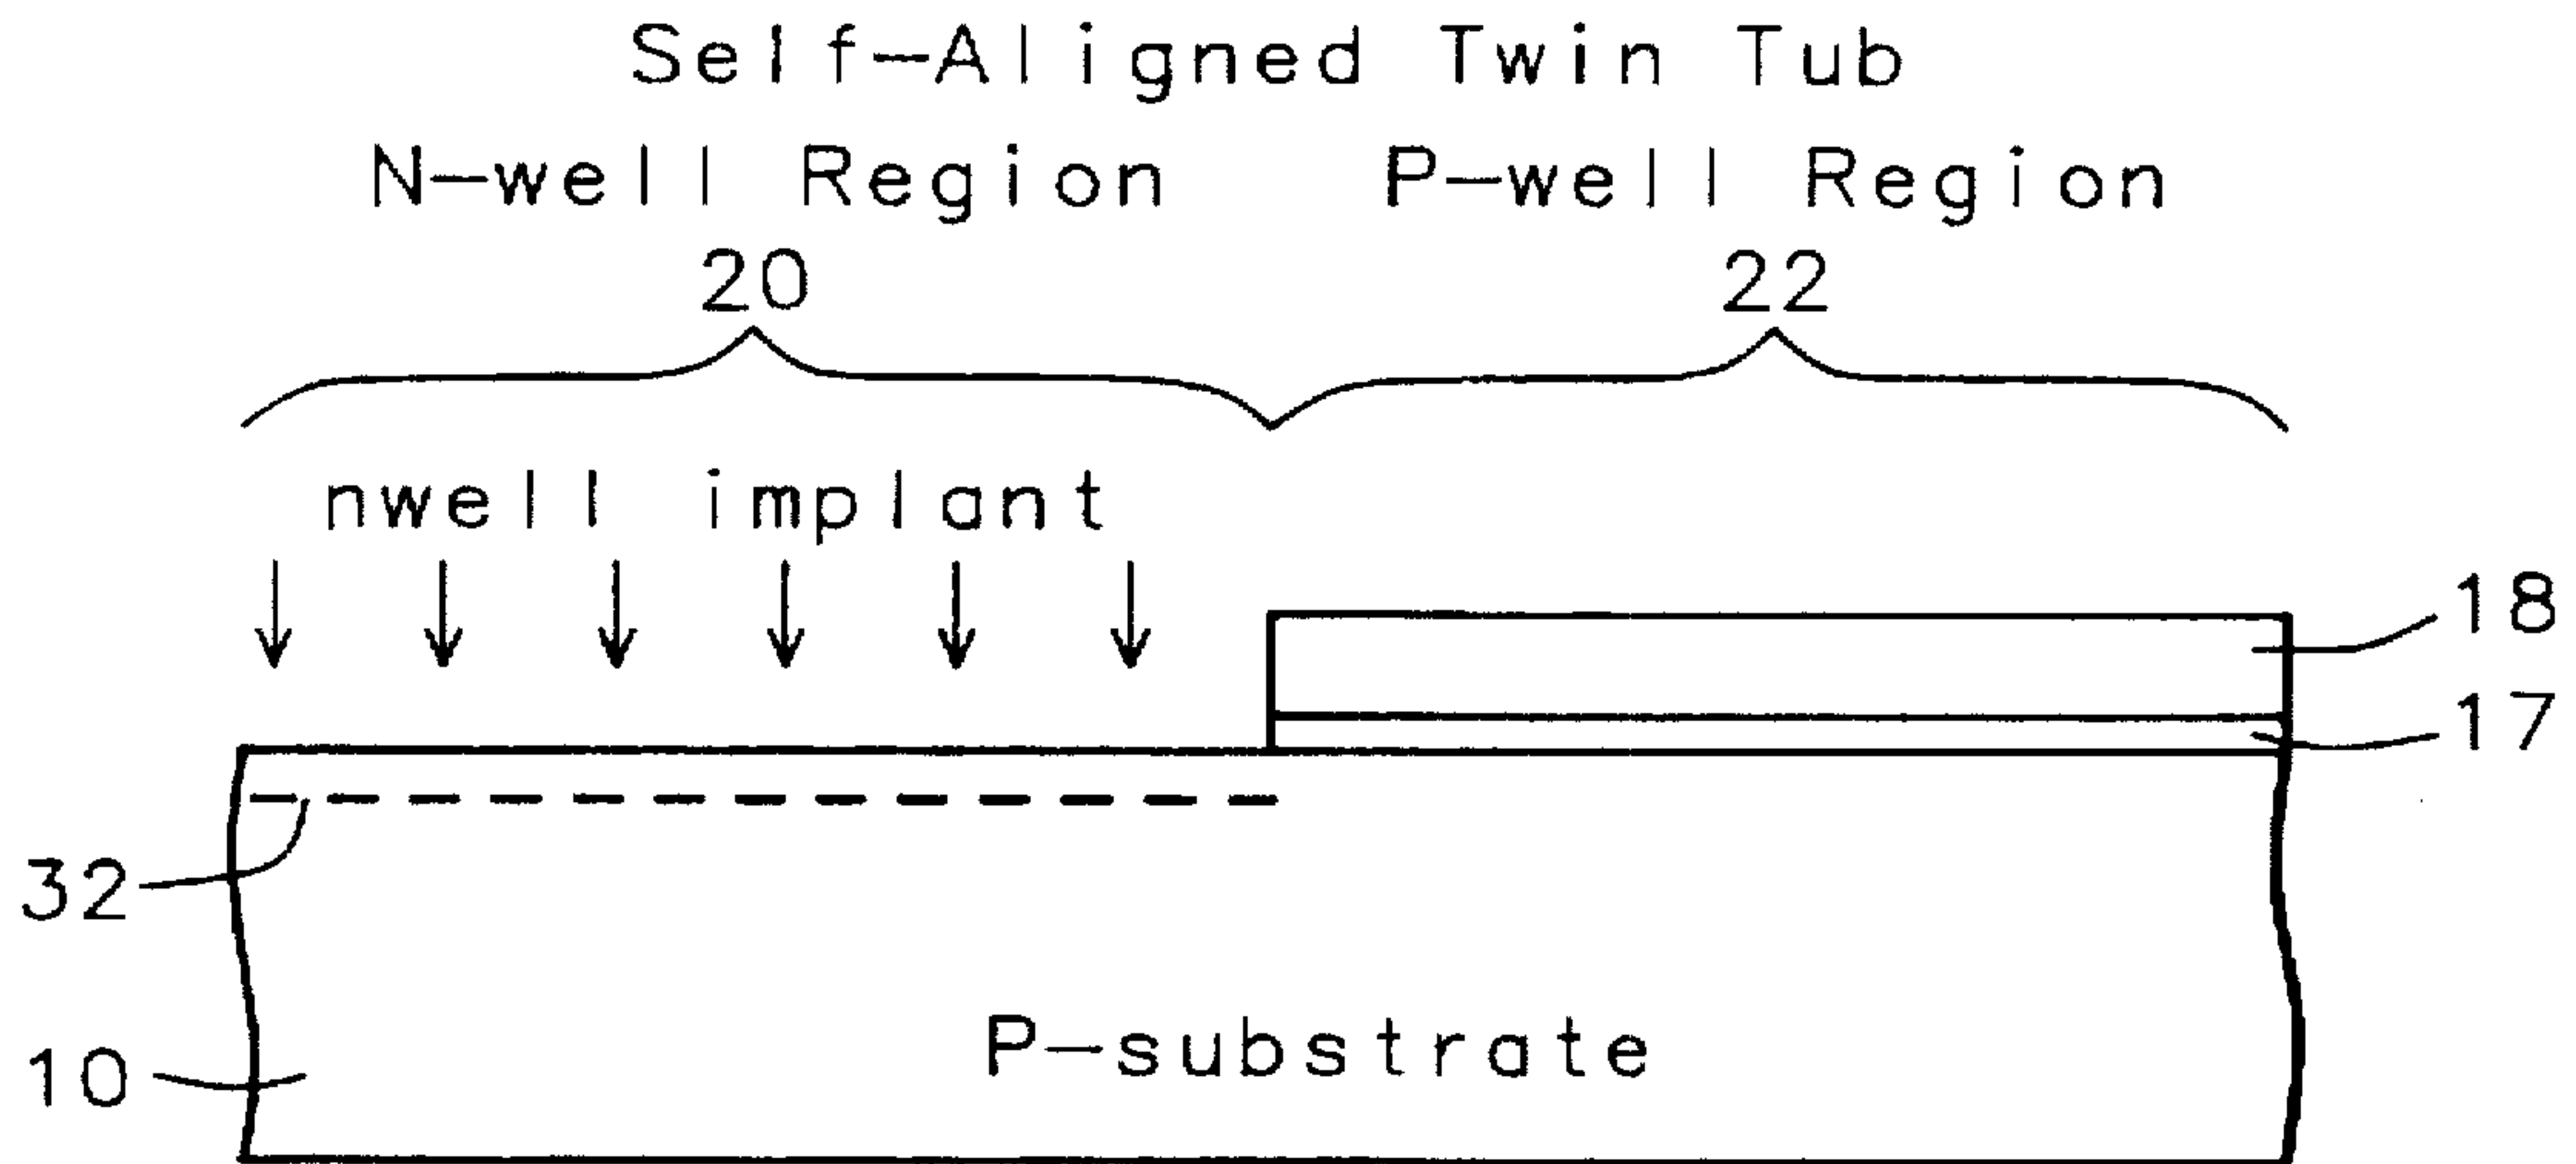 Self-Aligned Twin Tub
N-well Region P-well Region
20 22
nwell implant
18
17
32
P-substrate
10